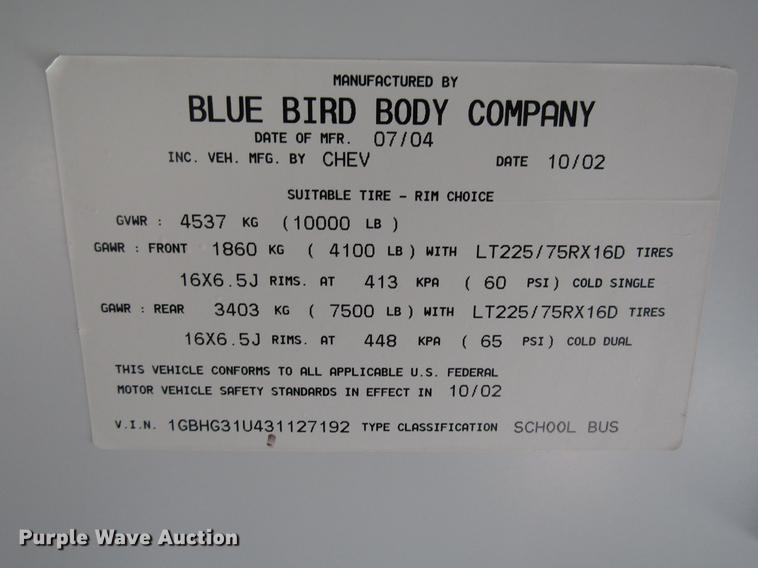 MANUFACTURED BY
BLUE BIRD BODY COMPANY
DATE OF MFR. 07/04
INC. VEH. MFG. BY CHEV DATE 10/02
SUITABLE TIRE - RIM CHOICE
GVWR : 4537 KG (10000 LB )
GAWR : FRONT 1860 KG ( 4100 LB ) WITH LT225/75RX16D TIRES
16X6.5J RIMS. AT 413 KPA ( 60 PSI ) COLD SINGLE
GAWR : REAR 3403 KG ( 7500 LB ) WITH LT225/75RX16D TIRES
16X6.5J RIMS. AT 448 KPA ( 65 PSI ) COLD DUAL
THIS VEHICLE CONFORMS TO ALL APPLICABLE U.S. FEDERAL
MOTOR VEHICLE SAFETY STANDARDS IN EFFECT IN 10/02
V.I.N. 1GBHG31U431127192 TYPE CLASSIFICATION SCHOOL BUS
Purple Wave Auction